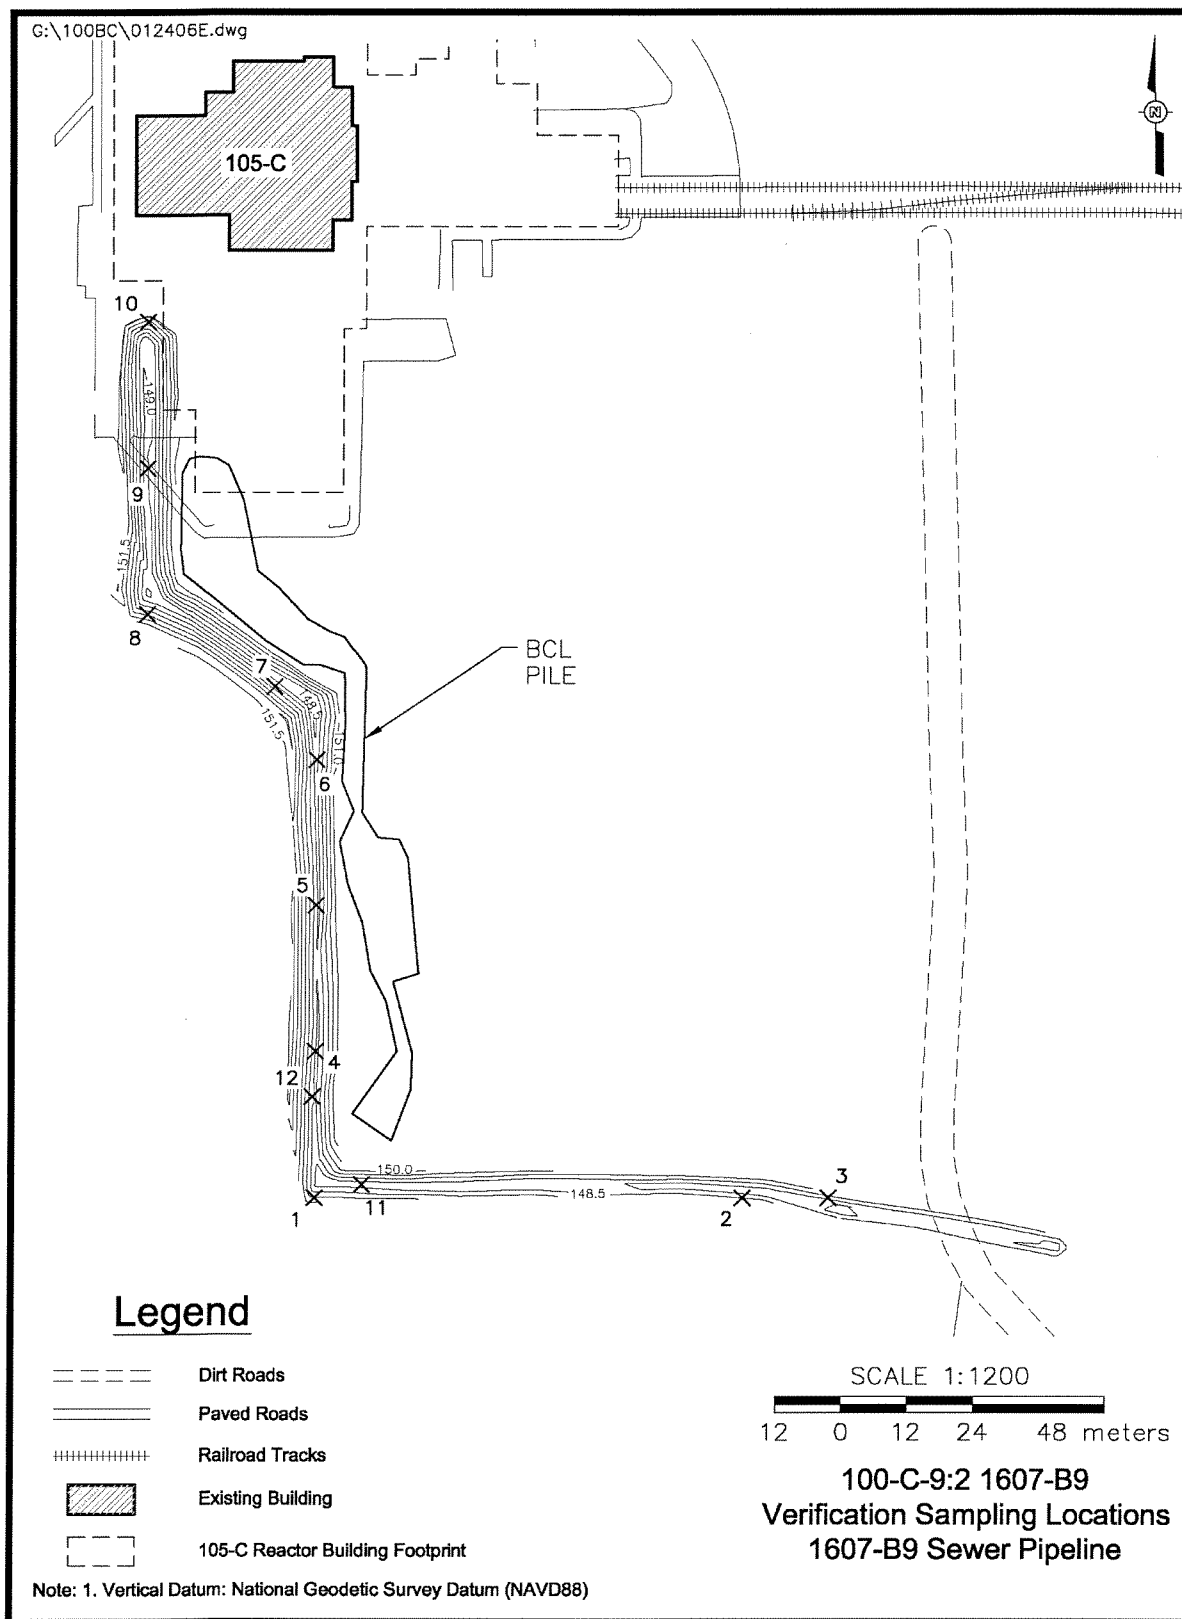 G:\100BC\012406E.dwg
N
105-C
10
149.0
9
151.5
8
BCL
PILE
7
148.5
151.5
151.0
6
5
4
12
150.0
3
148.5
1
11
2
Legend
Dirt Roads
Paved Roads
Railroad Tracks
Existing Building
105-C Reactor Building Footprint
Note: 1. Vertical Datum: National Geodetic Survey Datum (NAVD88)
SCALE 1:1200
12 0 12 24 48 meters
100-C-9:2 1607-B9
Verification Sampling Locations
1607-B9 Sewer Pipeline